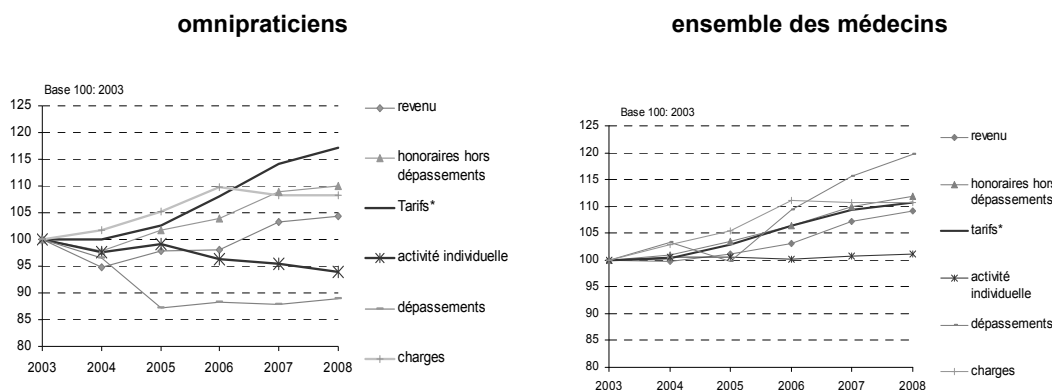 omnipraticiens
Base 100: 2003
125
120
115
110
105
100
95
90
85
80
2003 2004 2005 2006 2007 2008
revenu
honoraires hors
dépassements
Tarifs*
activité individuelle
dépassements
charges
ensemble des médecins
Base 100: 2003
125
120
115
110
105
100
95
90
85
80
2003 2004 2005 2006 2007 2008
revenu
honoraires hors
dépassements
tarifs*
activité
individuelle
dépassements
charges